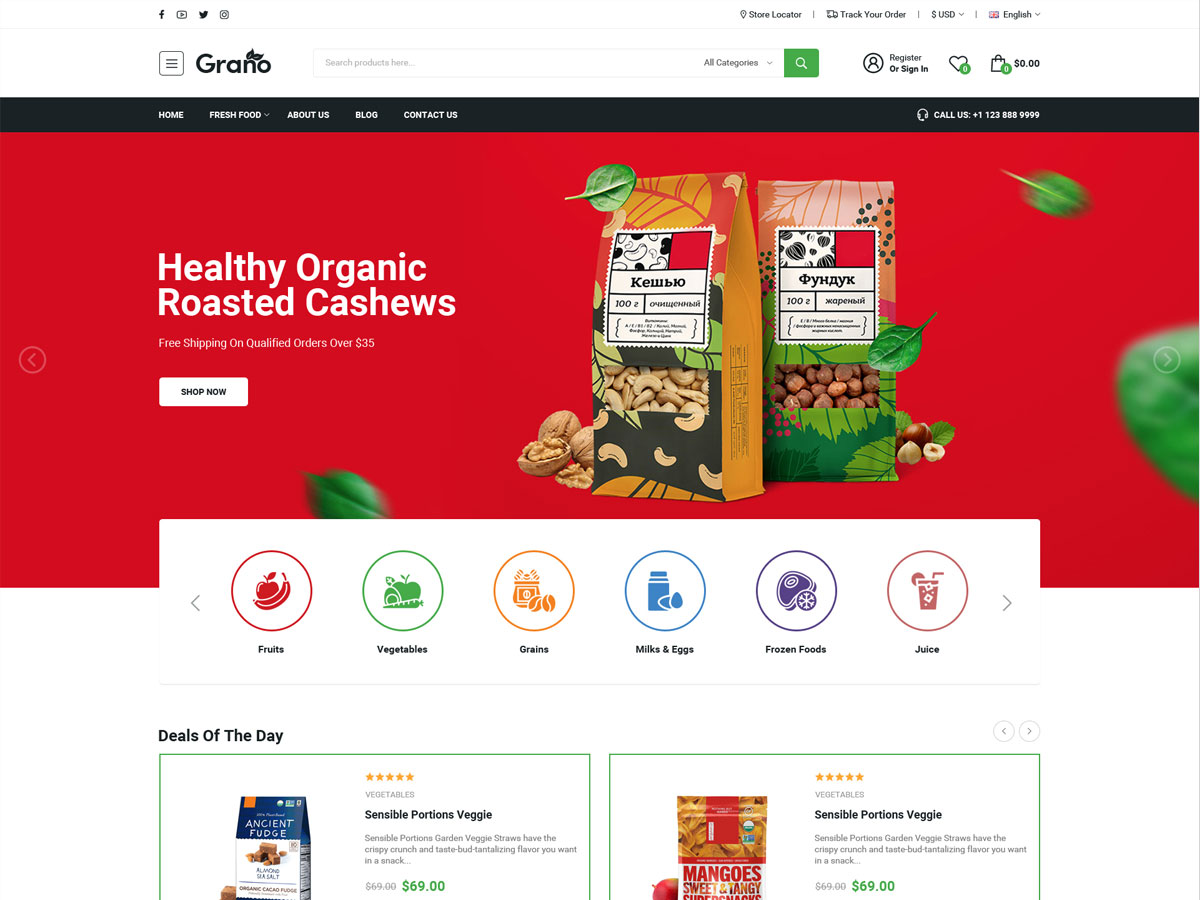 Store Locator | Track Your Order | $ USD | English
Grano
Search products here...
All Categories
Register
Or Sign In
0
0
$0.00
HOME
FRESH FOOD
ABOUT US
BLOG
CONTACT US
CALL US: +1 123 888 9999
Healthy Organic
Roasted Cashews
Free Shipping On Qualified Orders Over $35
SHOP NOW
Кешью
100 г очищенный
Витамины:
Фундук
100 г жареный
Fruits
Vegetables
Grains
Milks & Eggs
Frozen Foods
Juice
Deals Of The Day
ANCIENT
FUDGE
ALMOND
SEA SALT
ORGANIC CACAO FUDGE
VEGETABLES
Sensible Portions Veggie
Sensible Portions Garden Veggie Straws have the
crispy crunch and taste-bud-tantalizing flavor you want
in a snack...
$69.00 $69.00
MANGOES
SWEET & TANGY
SUPERSNACKS
VEGETABLES
Sensible Portions Veggie
Sensible Portions Garden Veggie Straws have the
crispy crunch and taste-bud-tantalizing flavor you want
in a snack...
$69.00 $69.00